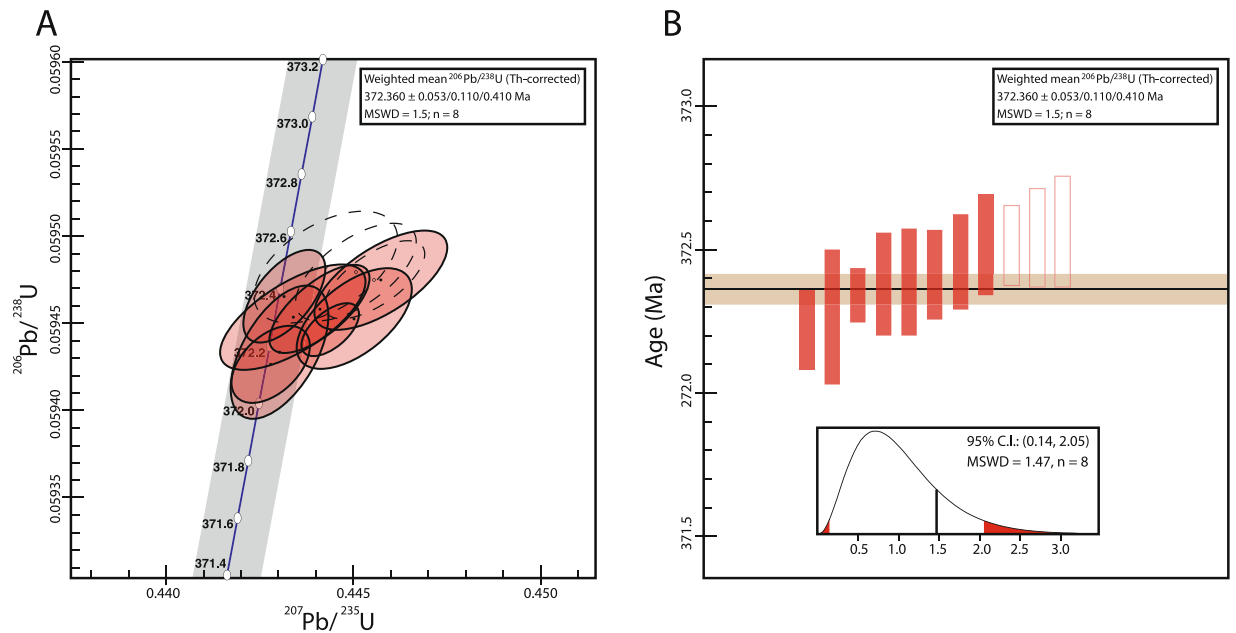 A
0.05960
0.05955
0.05950
0.05945
0.05940
0.05935
206Pb/238U
373.2
373.0
372.8
372.6
372.4
372.2
372.0
371.8
371.6
371.4
Weighted mean 206Pb/238U (Th-corrected)
372.360 ± 0.053/0.110/0.410 Ma
MSWD = 1.5; n = 8
0.440
0.445
0.450
207Pb/235U
B
373.0
372.5
272.0
371.5
Age (Ma)
Weighted mean 206Pb/238U (Th-corrected)
372.360 ± 0.053/0.110/0.410 Ma
MSWD = 1.5; n = 8
95% C.I.: (0.14, 2.05)
MSWD = 1.47, n = 8
0.5
1.0
1.5
2.0
2.5
3.0